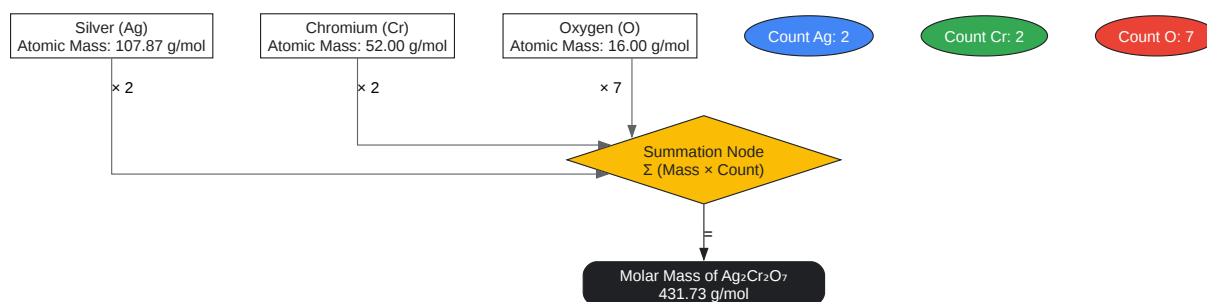 Silver (Ag)
Atomic Mass: 107.87 g/mol
Chromium (Cr)
Atomic Mass: 52.00 g/mol
Oxygen (O)
Atomic Mass: 16.00 g/mol
Count Ag: 2
Count Cr: 2
Count O: 7
× 2
× 2
× 7
Summation Node
Σ (Mass × Count)
=
Molar Mass of Ag₂Cr₂O₇
431.73 g/mol